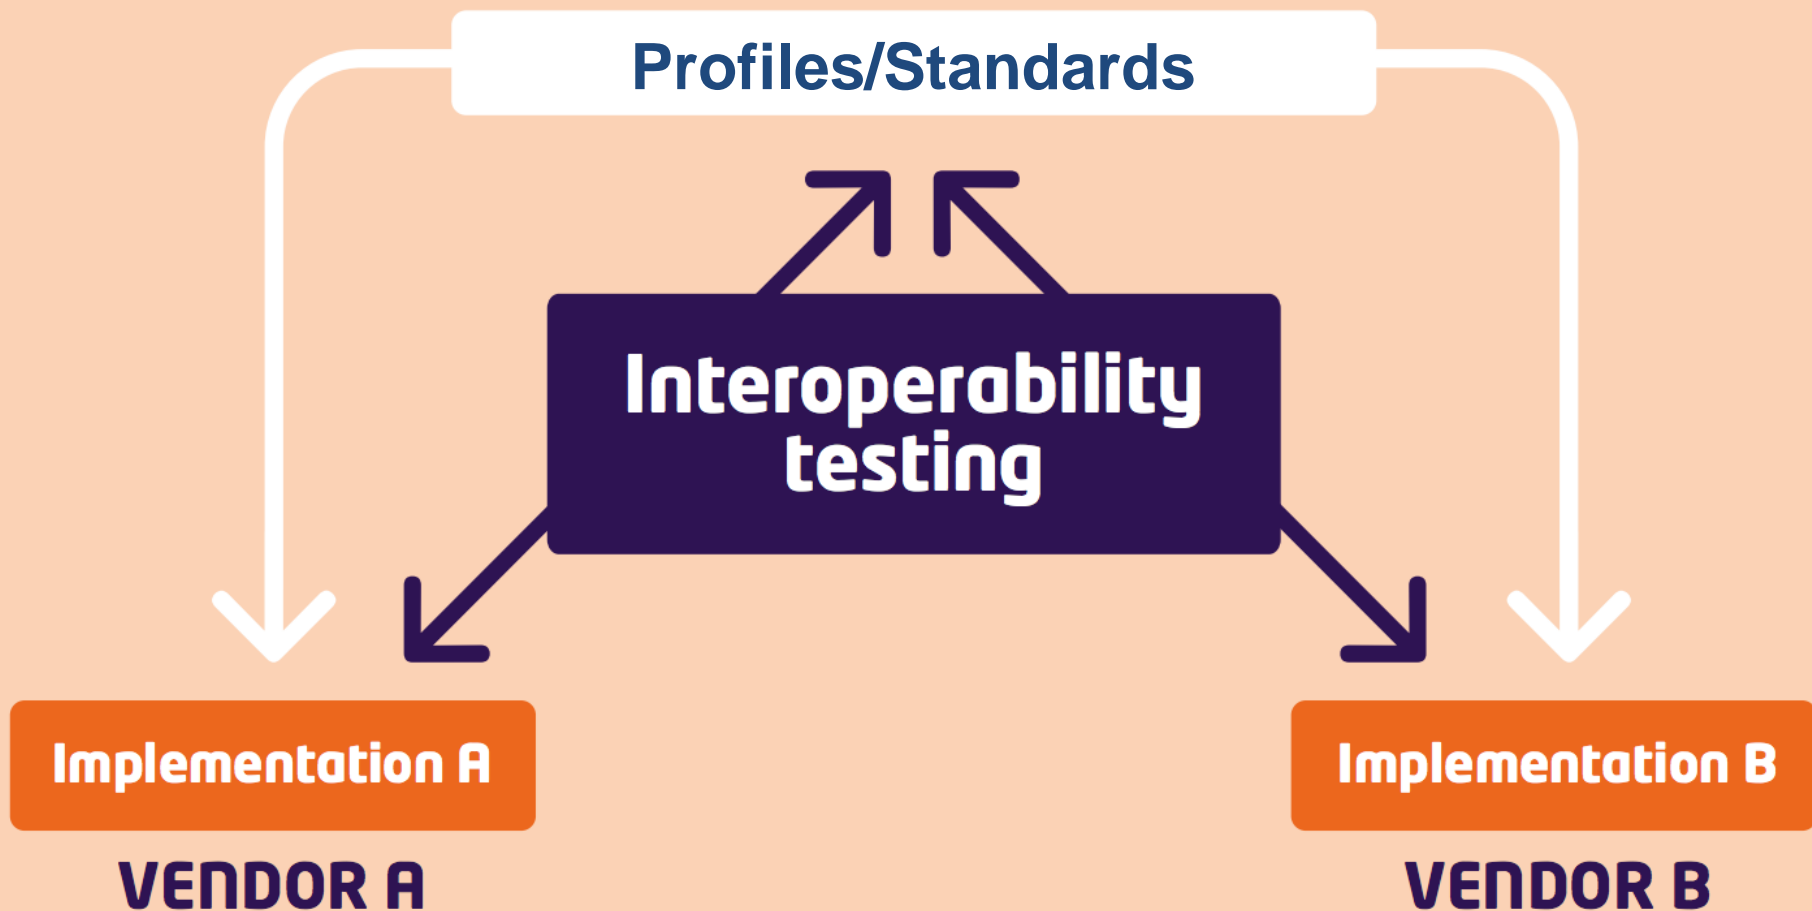 Profiles/Standards
Interoperability
testing
Implementation A
Implementation B
VENDOR A
VENDOR B